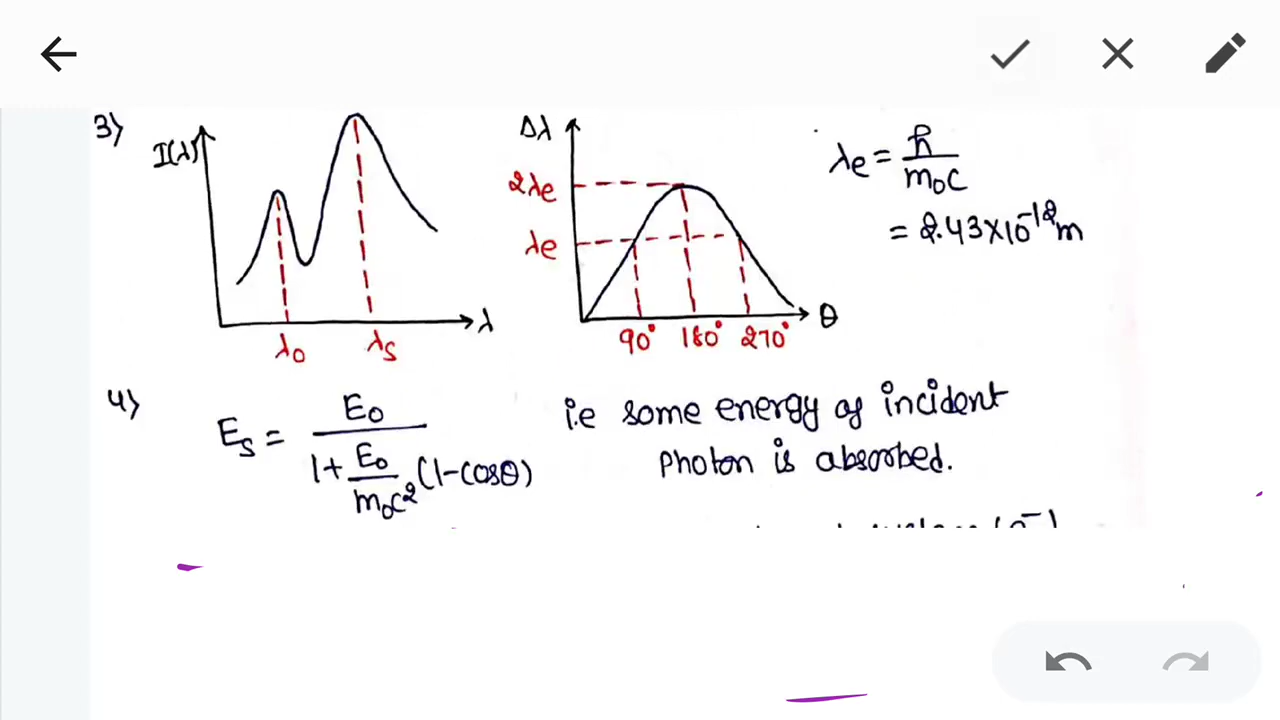 3)
I(λ)
λ
λ0
λs
Δλ
2λe
λe
90° 180° 270°
θ
λe = h/m0c
= 2.43×10⁻¹²m
4)
Es = E0/(1+E0/m0c²(1-cosθ))
i.e some energy of incident
photon is absorbed.